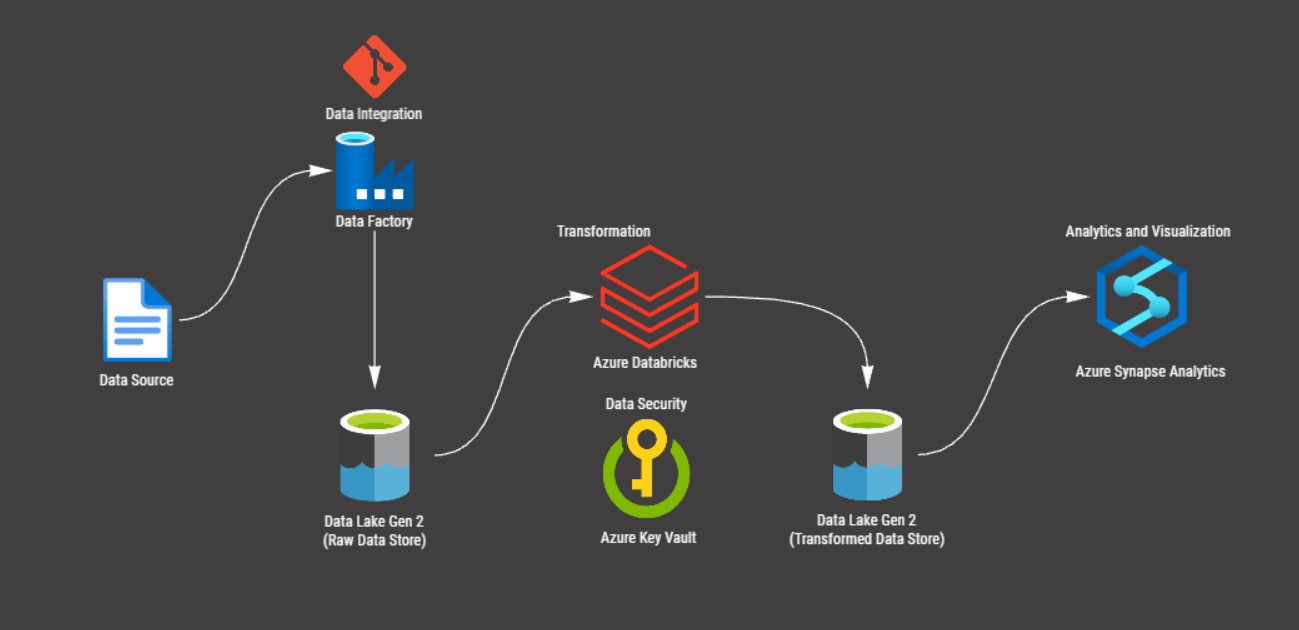 Data Integration
Data Factory
Data Source
Data Lake Gen 2
(Raw Data Store)
Transformation
Azure Databricks
Data Security
Azure Key Vault
Data Lake Gen 2
(Transformed Data Store)
Analytics and Visualization
Azure Synapse Analytics